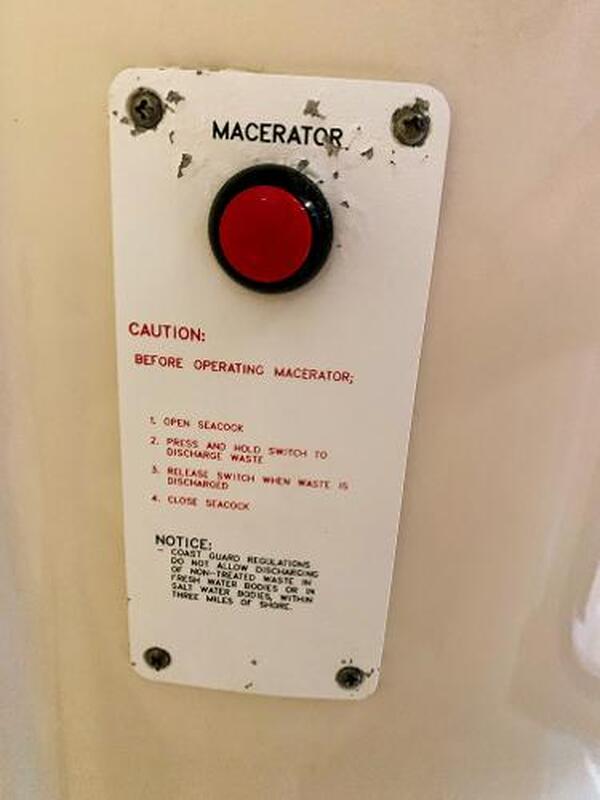 MACERATOR
CAUTION:
BEFORE OPERATING MACERATOR;
1. OPEN SEACOCK
2. PRESS AND HOLD SWITCH TO
DISCHARGE WASTE
3. RELEASE SWITCH WHEN WASTE IS
DISCHARGED
4. CLOSE SEACOCK
NOTICE:
- COAST GUARD REGULATIONS
DO NOT ALLOW DISCHARGING
OF NON-TREATED WASTE IN
FRESH WATER BODIES OR IN
SALT WATER BODIES, WITHIN
THREE MILES OF SHORE.